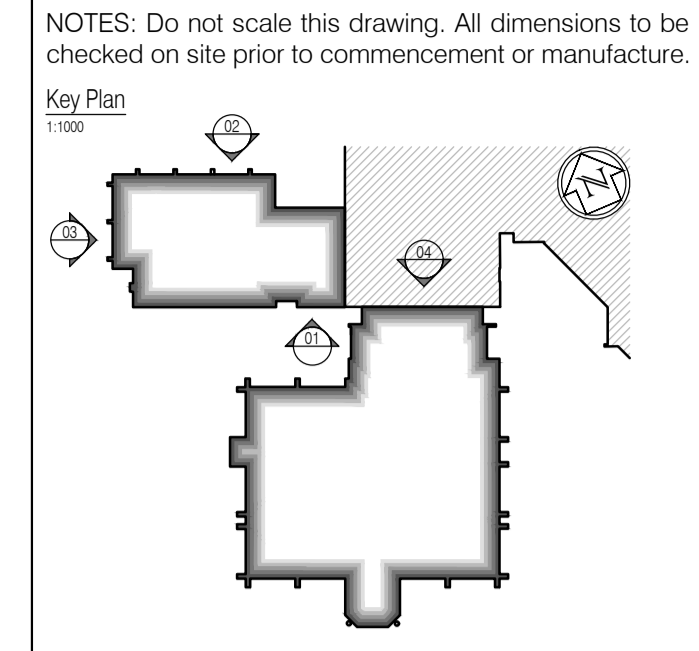 NOTES: Do not scale this drawing. All dimensions to be
checked on site prior to commencement or manufacture.
Key Plan
1:1000
02
03
04
01
N